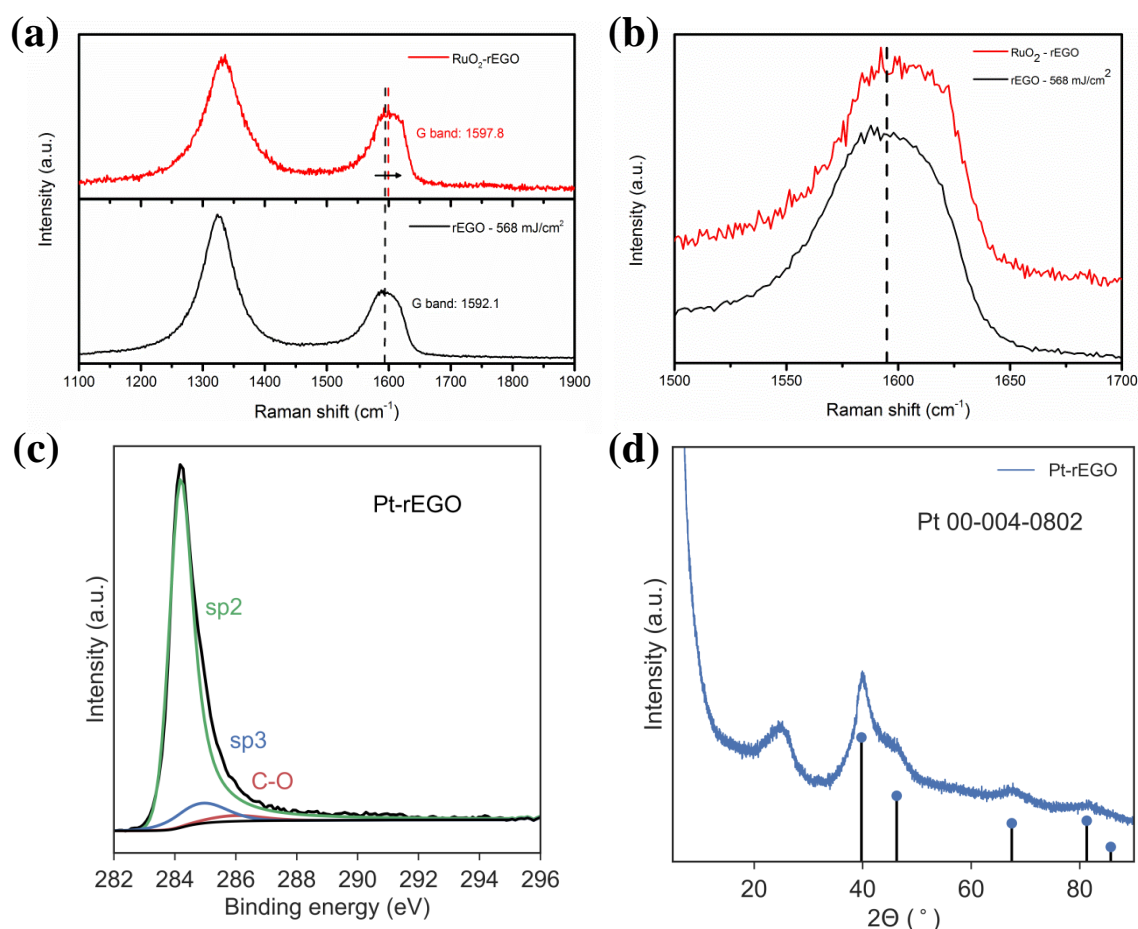 (a)
RuO₂-rEGO
G band: 1597.8
rEGO - 568 mJ/cm²
G band: 1592.1
Intensity (a.u.)
1100 1200 1300 1400 1500 1600 1700 1800 1900
Raman shift (cm⁻¹)
(b)
RuO₂ - rEGO
rEGO - 568 mJ/cm²
Intensity (a.u.)
1500 1550 1600 1650 1700
Raman shift (cm⁻¹)
(c)
Pt-rEGO
sp2
sp3
C-O
Intensity (a.u.)
282 284 286 288 290 292 294 296
Binding energy (eV)
(d)
Pt-rEGO
Pt 00-004-0802
Intensity (a.u.)
20 40 60 80
2Θ (°)